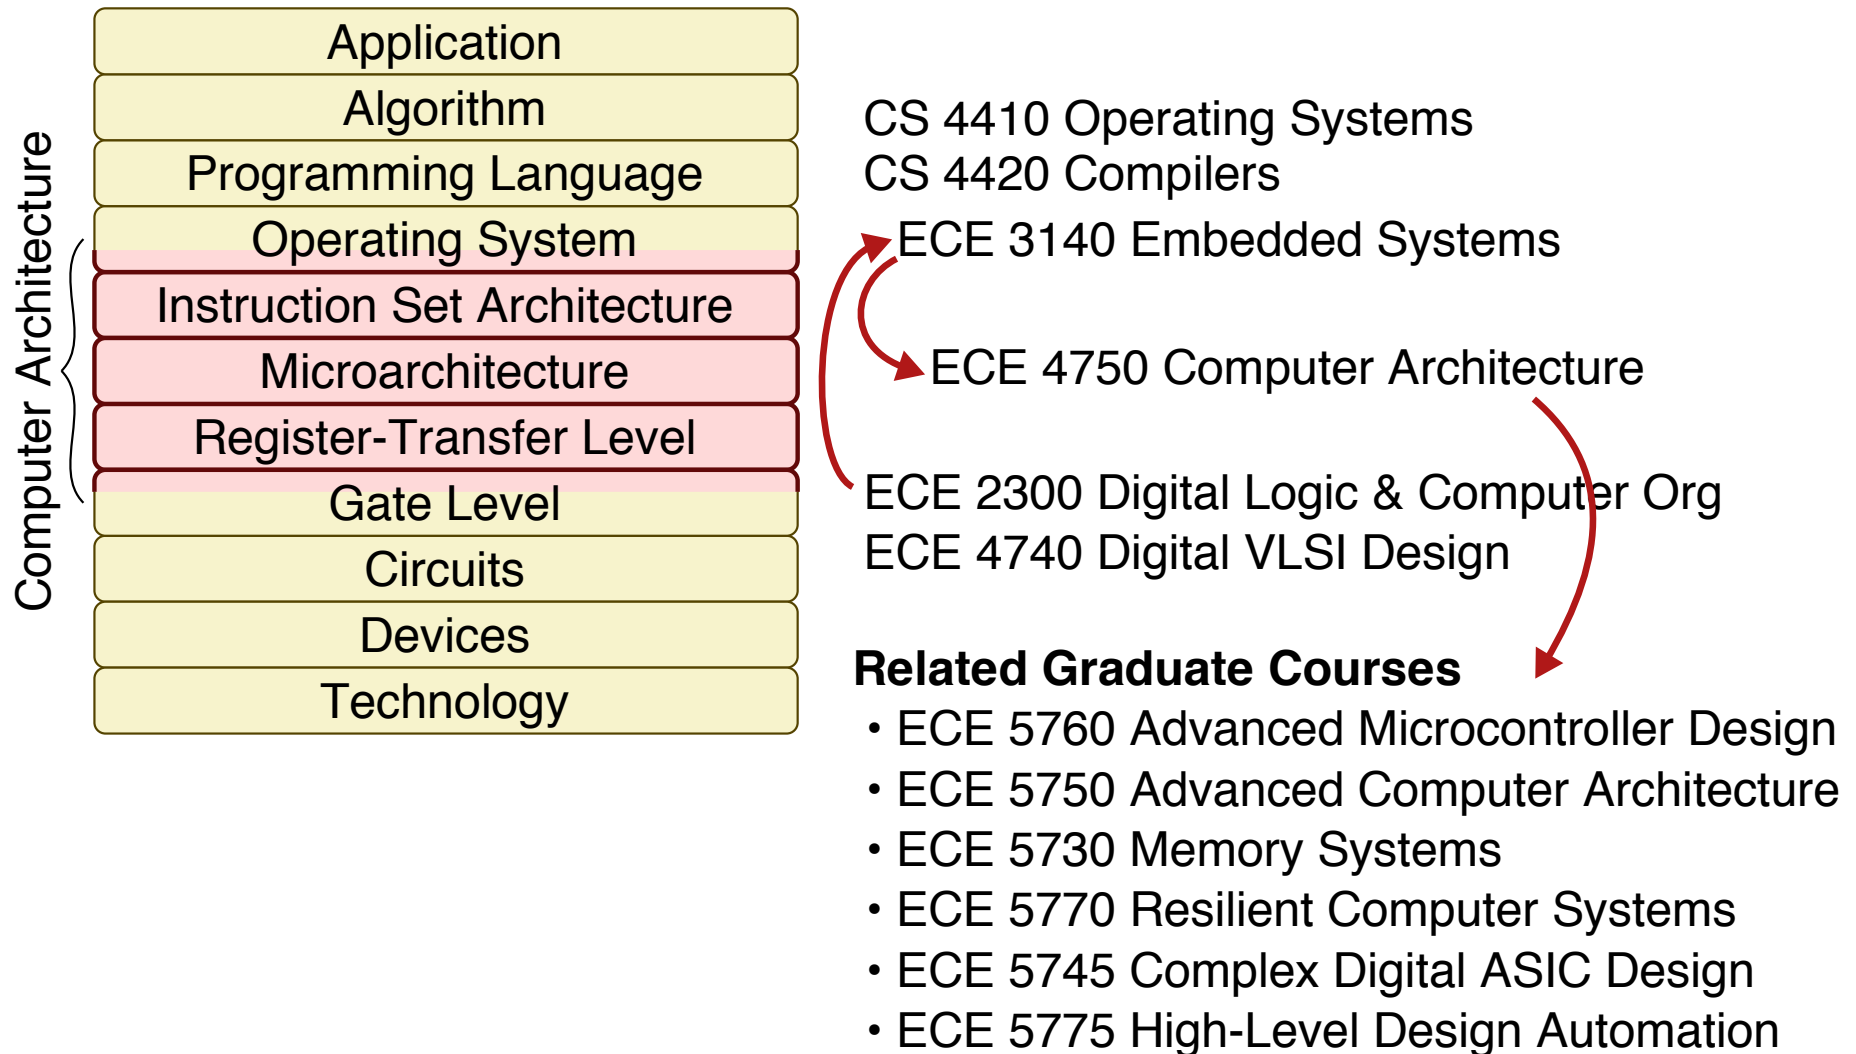 Computer Architecture
Application
Algorithm
Programming Language
Operating System
Instruction Set Architecture
Microarchitecture
Register-Transfer Level
Gate Level
Circuits
Devices
Technology
CS 4410 Operating Systems
CS 4420 Compilers
ECE 3140 Embedded Systems
ECE 4750 Computer Architecture
ECE 2300 Digital Logic & Computer Org
ECE 4740 Digital VLSI Design
Related Graduate Courses
• ECE 5760 Advanced Microcontroller Design
• ECE 5750 Advanced Computer Architecture
• ECE 5730 Memory Systems
• ECE 5770 Resilient Computer Systems
• ECE 5745 Complex Digital ASIC Design
• ECE 5775 High-Level Design Automation